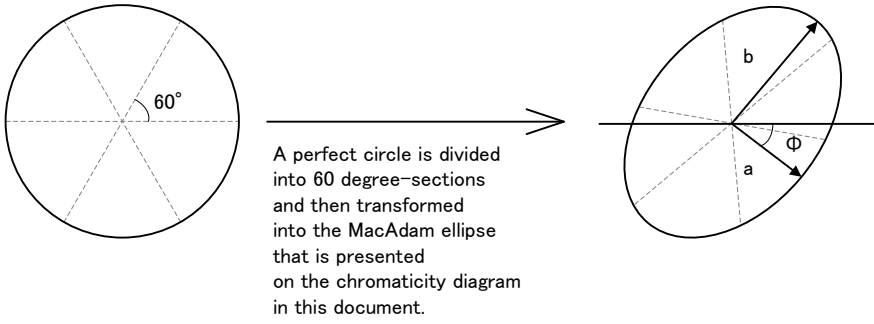 60°
A perfect circle is divided
into 60 degree-sections
and then transformed
into the MacAdam ellipse
that is presented
on the chromaticity diagram
in this document.
b
Φ
a